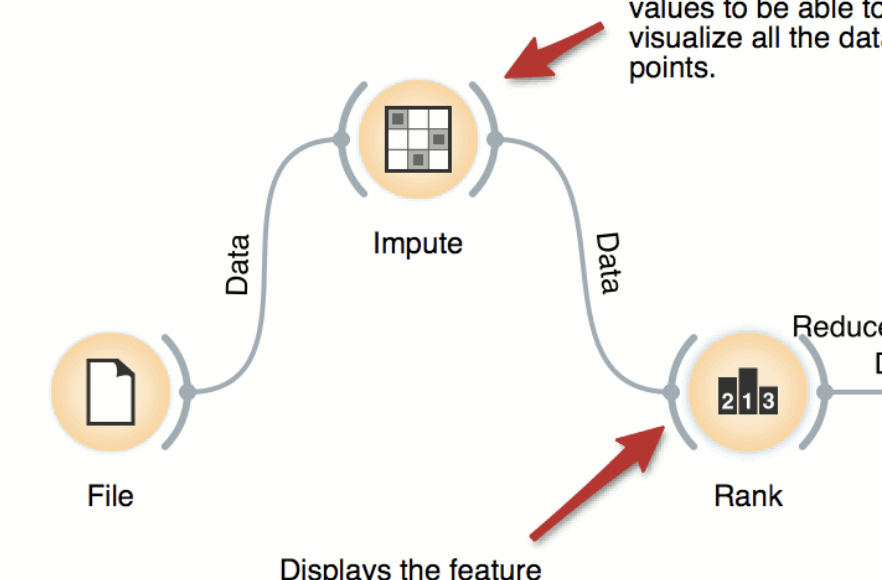 values to be able to
visualize all the data
points.
Impute
Data
Data
Reduce
File
213
Rank
Displays the feature